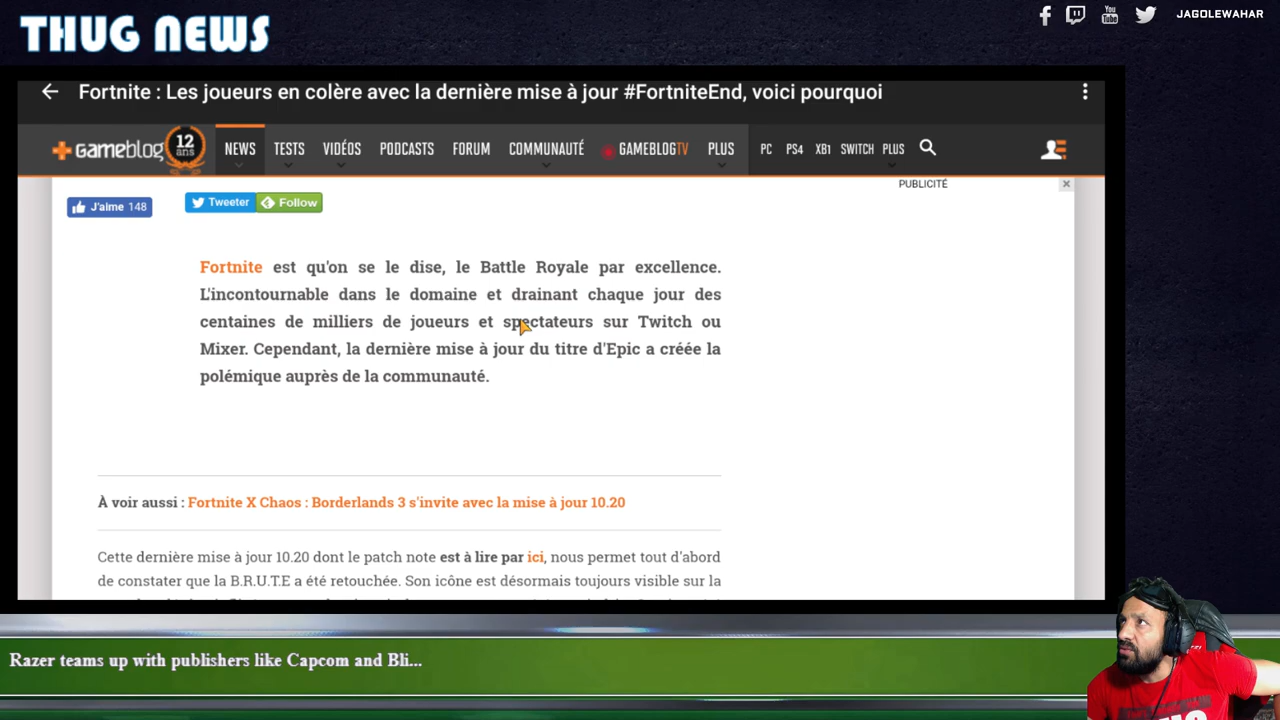 THUG NEWS
JAGOLEWAHAR
Fortnite : Les joueurs en colère avec la dernière mise à jour #FortniteEnd, voici pourquoi
gameblog 12 ans NEWS TESTS VIDÉOS PODCASTS FORUM COMMUNAUTÉ GAMEBLOGTV PLUS PC PS4 XB1 SWITCH PLUS
PUBLICITÉ
J'aime 148 Tweeter Follow
Fortnite est qu'on se le dise, le Battle Royale par excellence.
L'incontournable dans le domaine et drainant chaque jour des
centaines de milliers de joueurs et spectateurs sur Twitch ou
Mixer. Cependant, la dernière mise à jour du titre d'Epic a créée la
polémique auprès de la communauté.
À voir aussi : Fortnite X Chaos : Borderlands 3 s'invite avec la mise à jour 10.20
Cette dernière mise à jour 10.20 dont le patch note est à lire par ici, nous permet tout d'abord
de constater que la B.R.U.T.E a été retouchée. Son icône est désormais toujours visible sur la
Razer teams up with publishers like Capcom and Bli...